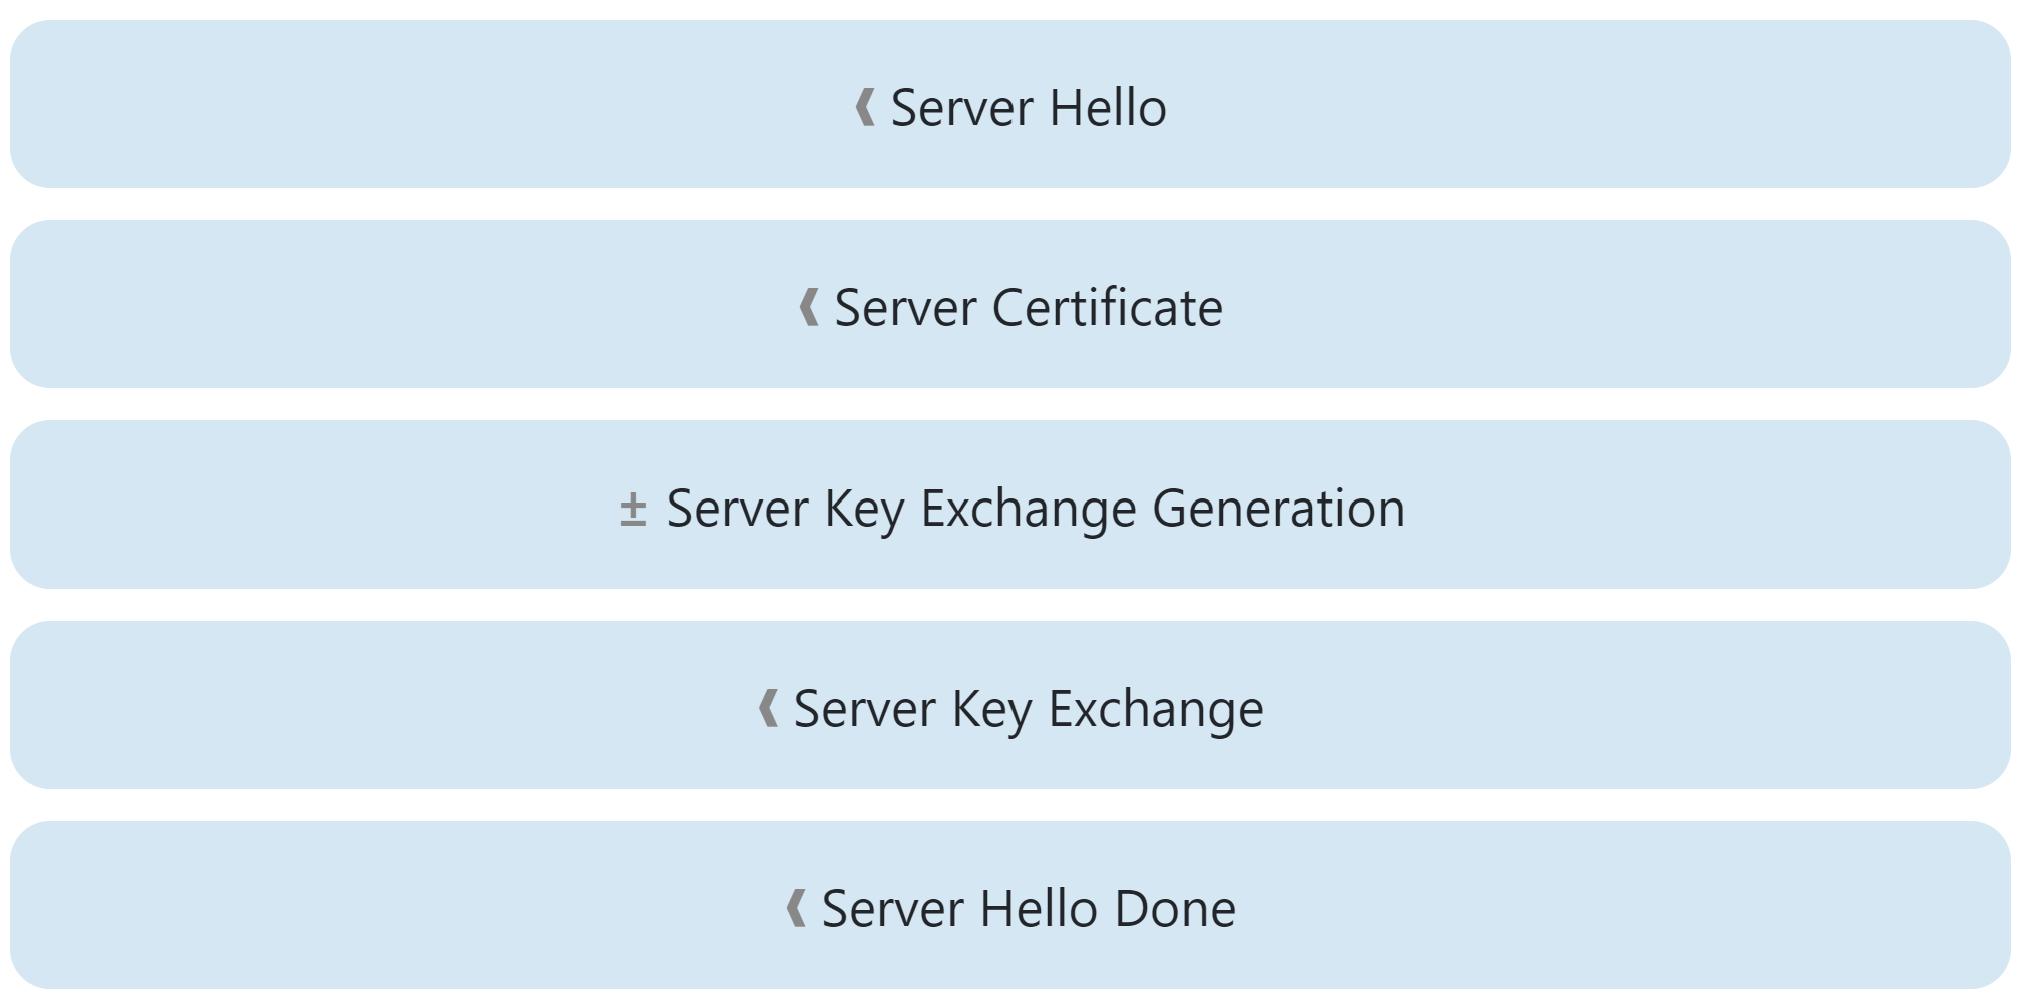 ❰ Server Hello
❰ Server Certificate
± Server Key Exchange Generation
❰ Server Key Exchange
❰ Server Hello Done